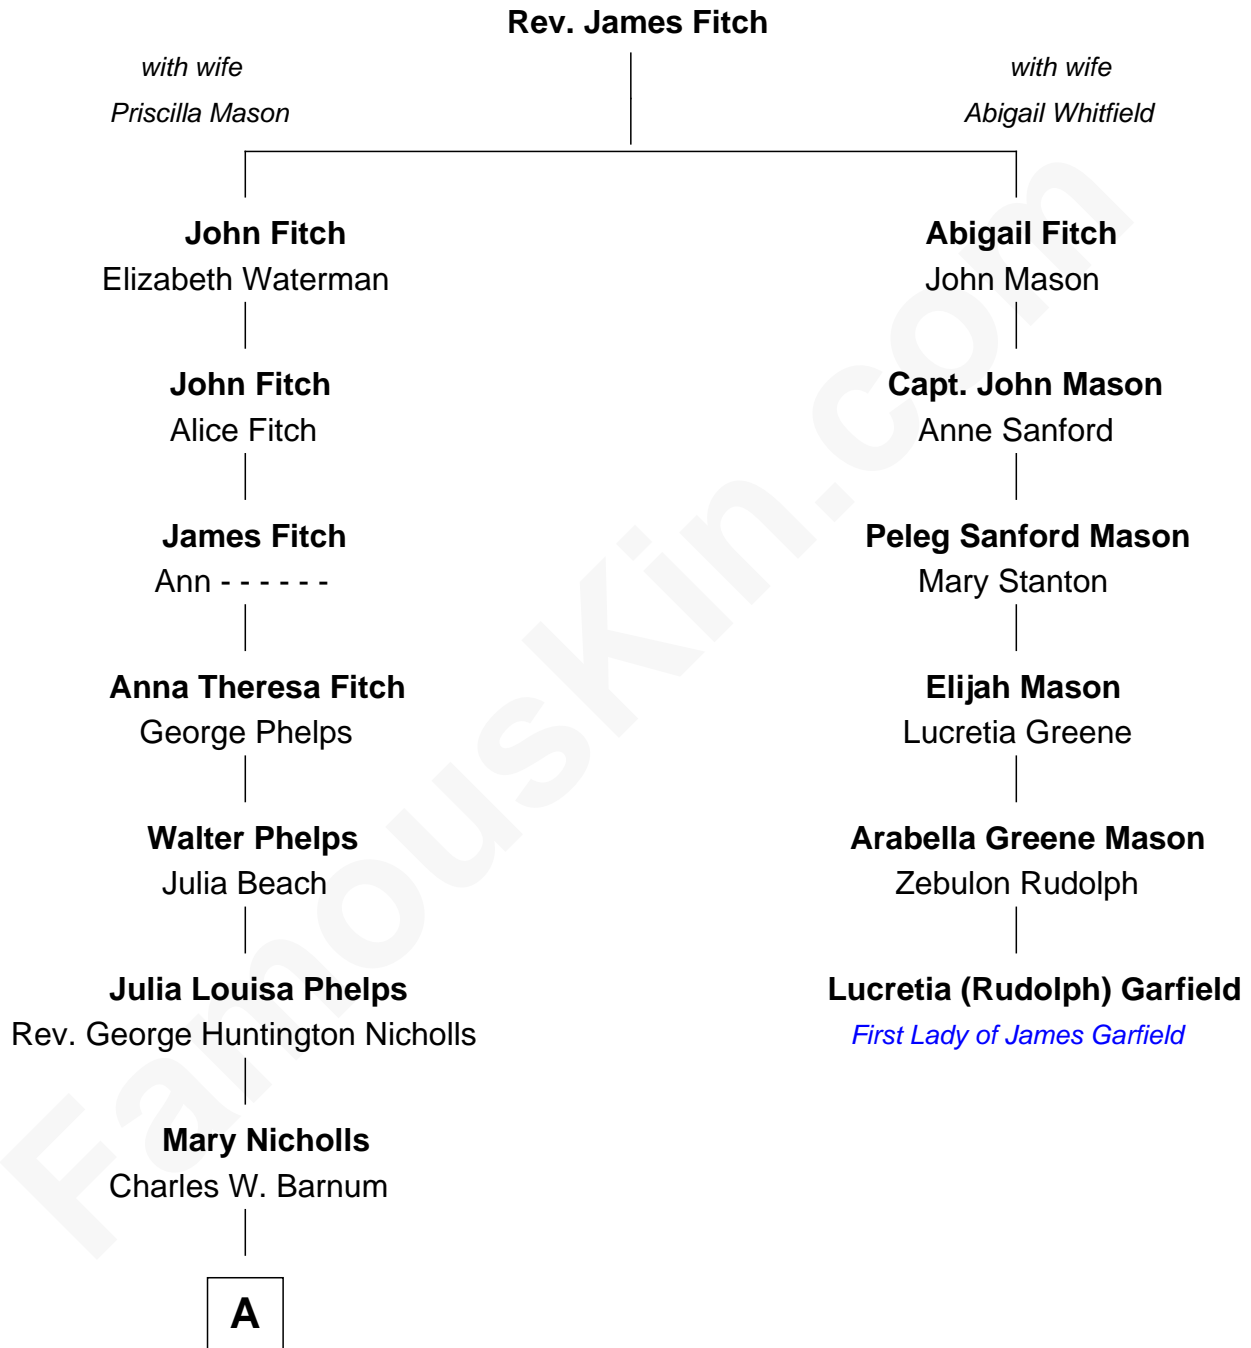 Rev. James Fitch
with wife
Priscilla Mason
with wife
Abigail Whitfield
John Fitch
Elizabeth Waterman
Abigail Fitch
John Mason
John Fitch
Alice Fitch
Capt. John Mason
Anne Sanford
James Fitch
Ann - - - - - -
Peleg Sanford Mason
Mary Stanton
Anna Theresa Fitch
George Phelps
Elijah Mason
Lucretia Greene
Walter Phelps
Julia Beach
Arabella Greene Mason
Zebulon Rudolph
Julia Louisa Phelps
Rev. George Huntington Nicholls
Lucretia (Rudolph) Garfield
First Lady of James Garfield
Mary Nicholls
Charles W. Barnum
A
FamousKin.com